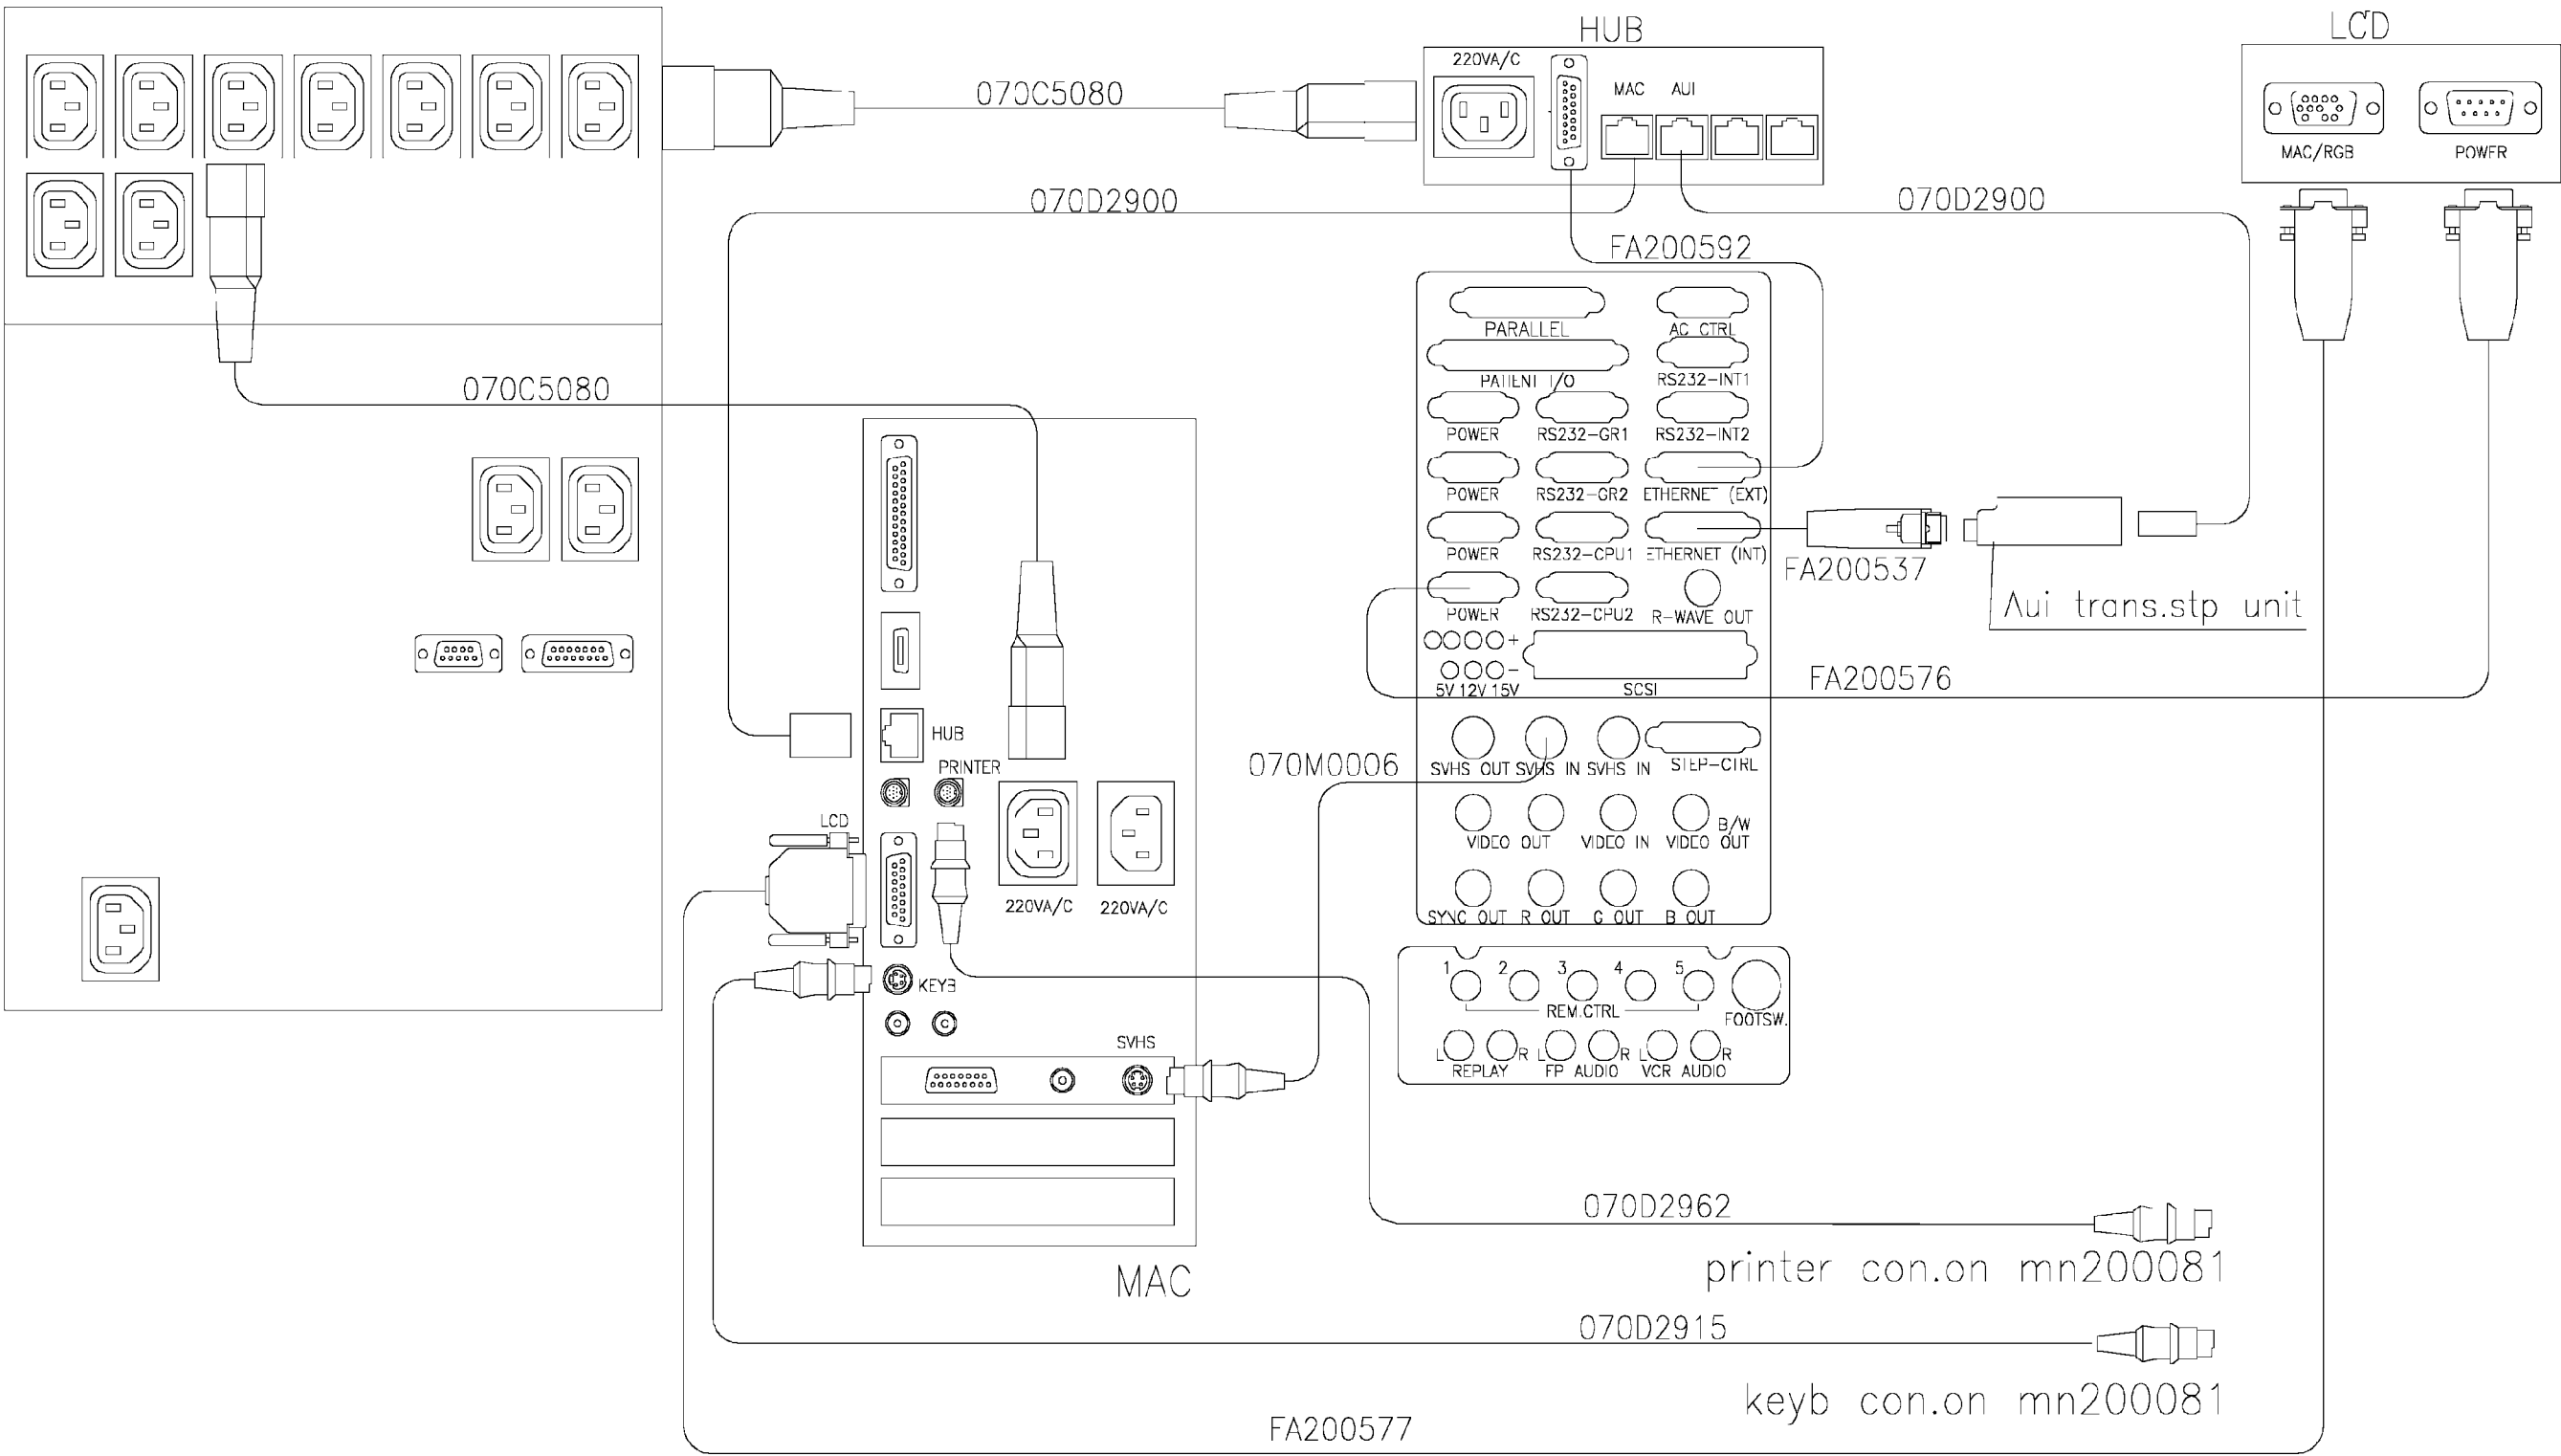 HUB
LCD
220VA/C
MAC AUI
070C5080
MAC/RGB POWER
070D2900
070D2900
FA200592
PARALLEL AC CTRL
PATIENT I/O RS232-INT1
070C5080
POWER RS232-GR1 RS232-INT2
POWER RS232-GR2 ETHERNET (EXT)
POWER RS232-CPU1 ETHERNET (INT)
FA200537
Aui trans.stp unit
POWER RS232-CPU2 R-WAVE OUT
+
-
5V 12V 15V SCSI
FA200576
HUB
PRINTER
070M0006
SVHS OUT SVHS IN SVHS IN STEP-CTRL
LCD
B/W
VIDEO OUT VIDEO IN VIDEO OUT
220VA/C 220VA/C
SYNC OUT R OUT G OUT B OUT
KEYB
1 2 3 4 5
REM.CTRL
FOOTSW.
SVHS
L R L R L R
REPLAY FP AUDIO VCR AUDIO
070D2962
printer con.on mn200081
MAC
070D2915
keyb con.on mn200081
FA200577